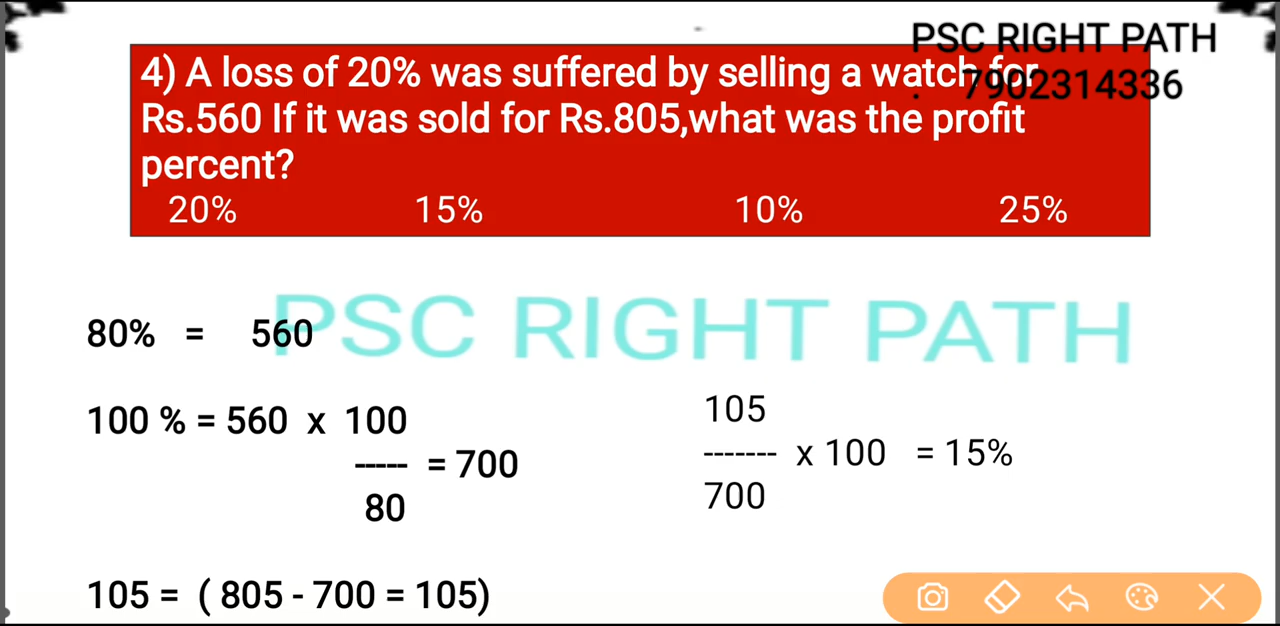 PSC RIGHT PATH
: 7902314336
4) A loss of 20% was suffered by selling a watch for
Rs.560 If it was sold for Rs.805,what was the profit
percent?
20% 15% 10% 25%
PSC RIGHT PATH
80% = 560
100 % = 560 x 100
----- = 700
80
105
------- x 100 = 15%
700
105 = ( 805 - 700 = 105)